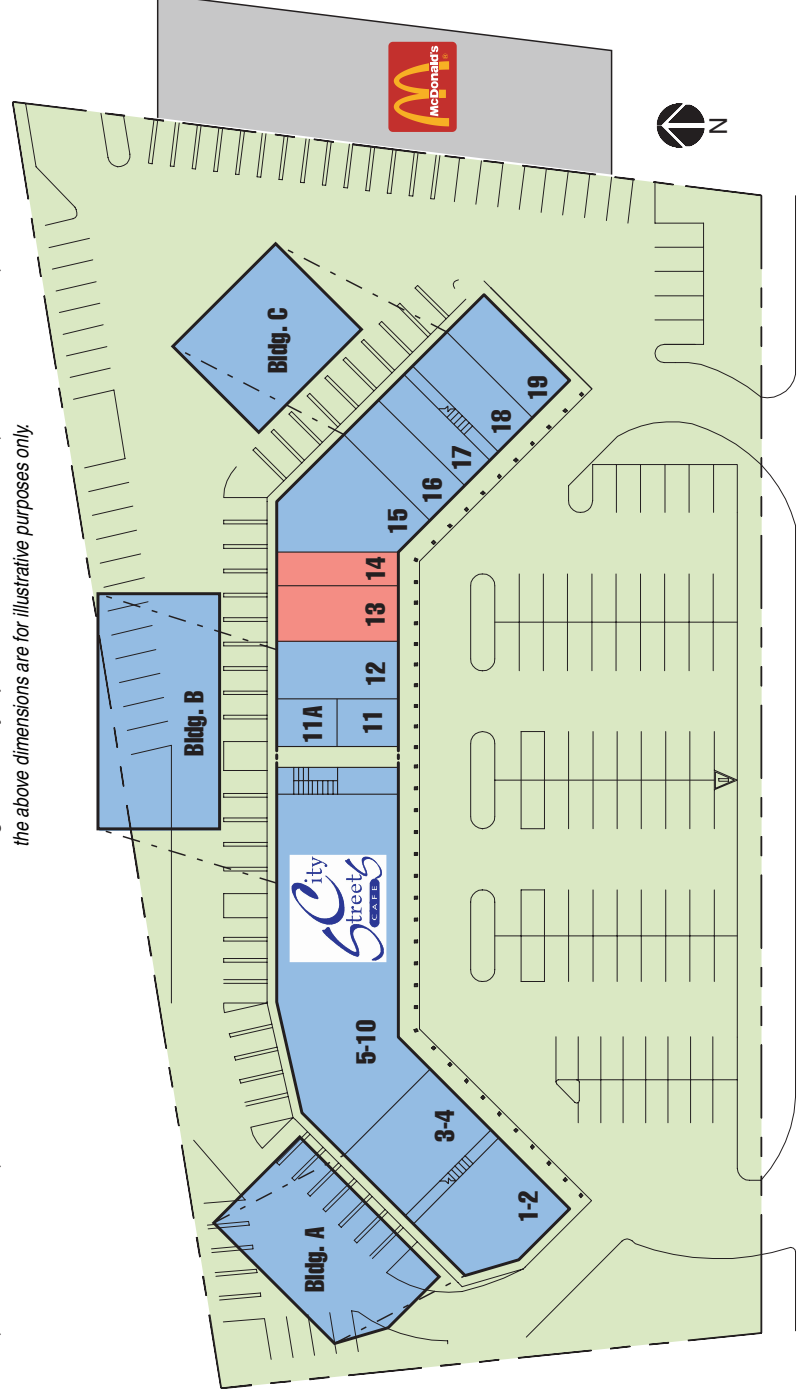 the above dimensions are for illustrative purposes only.
McDonald's
N
Bldg. C
Bldg. B
Bldg. A
19
18
17
16
15
14
13
12
11A
11
City
Streets
CAFE
5-10
3-4
1-2